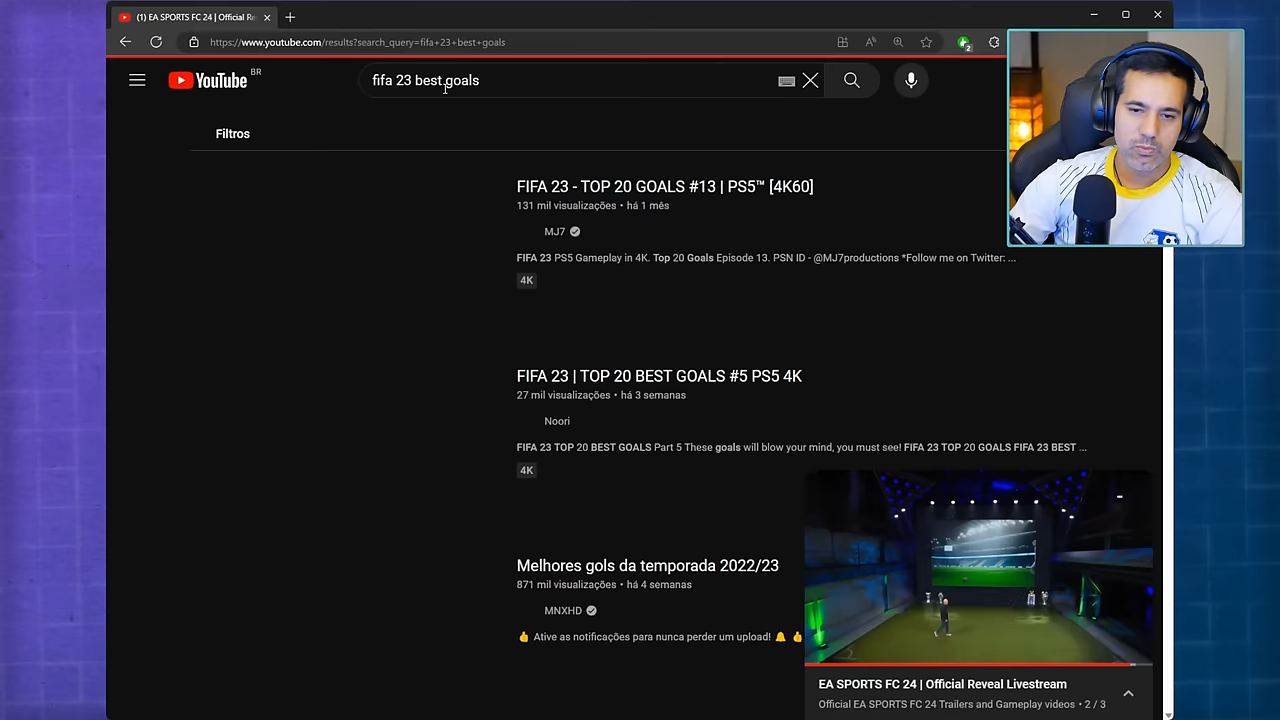 (1) EA SPORTS FC 24 | Official Re
https://www.youtube.com/results?search_query=fifa+23+best+goals
2
YouTube BR
fifa 23 best goals
Filtros
FIFA 23 - TOP 20 GOALS #13 | PS5™ [4K60]
131 mil visualizações • há 1 mês
MJ7
FIFA 23 PS5 Gameplay in 4K. Top 20 Goals Episode 13. PSN ID - @MJ7productions *Follow me on Twitter: ...
4K
FIFA 23 | TOP 20 BEST GOALS #5 PS5 4K
27 mil visualizações • há 3 semanas
Noori
FIFA 23 TOP 20 BEST GOALS Part 5 These goals will blow your mind, you must see! FIFA 23 TOP 20 GOALS FIFA 23 BEST ...
4K
Melhores gols da temporada 2022/23
871 mil visualizações • há 4 semanas
MNXHD
👍 Ative as notificações para nunca perder um upload! 🔔 👍
EA SPORTS FC 24 | Official Reveal Livestream
Official EA SPORTS FC 24 Trailers and Gameplay videos • 2 / 3